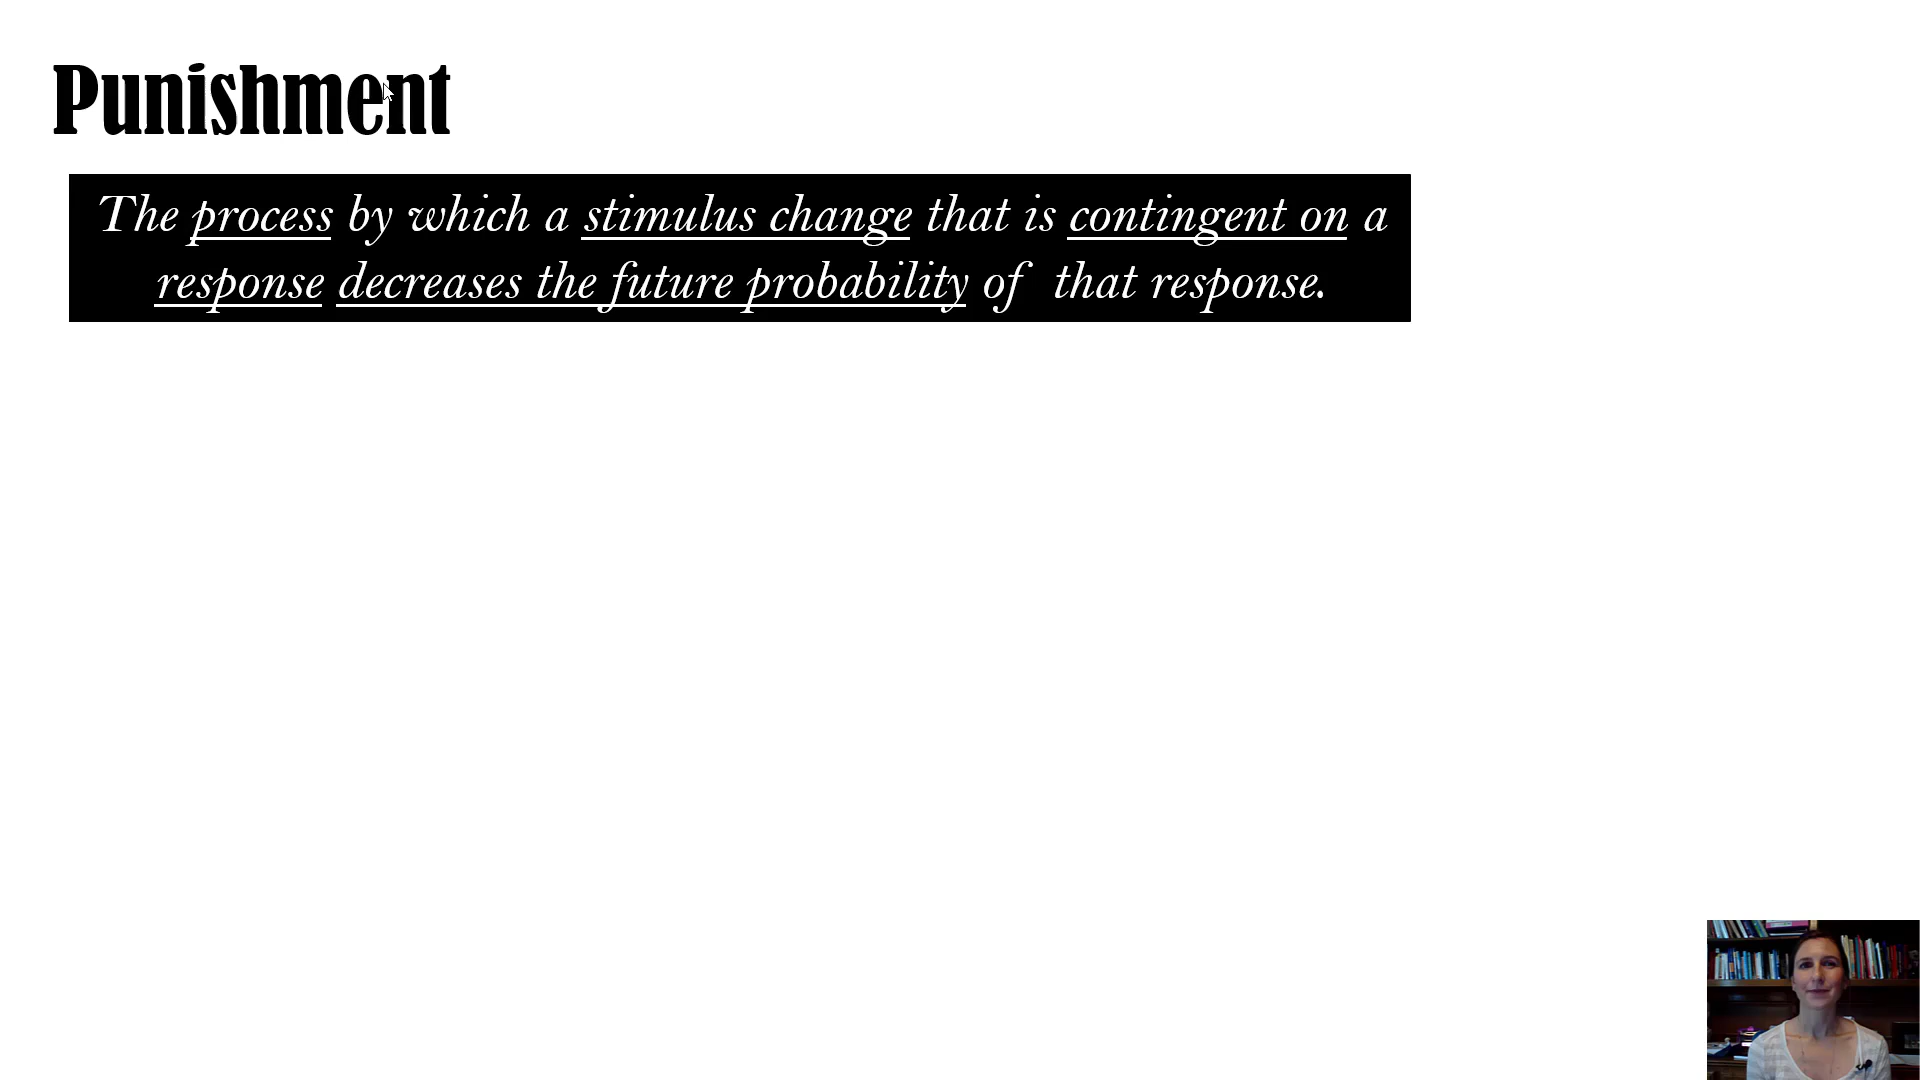 Punishment
The process by which a stimulus change that is contingent on a
response decreases the future probability of that response.